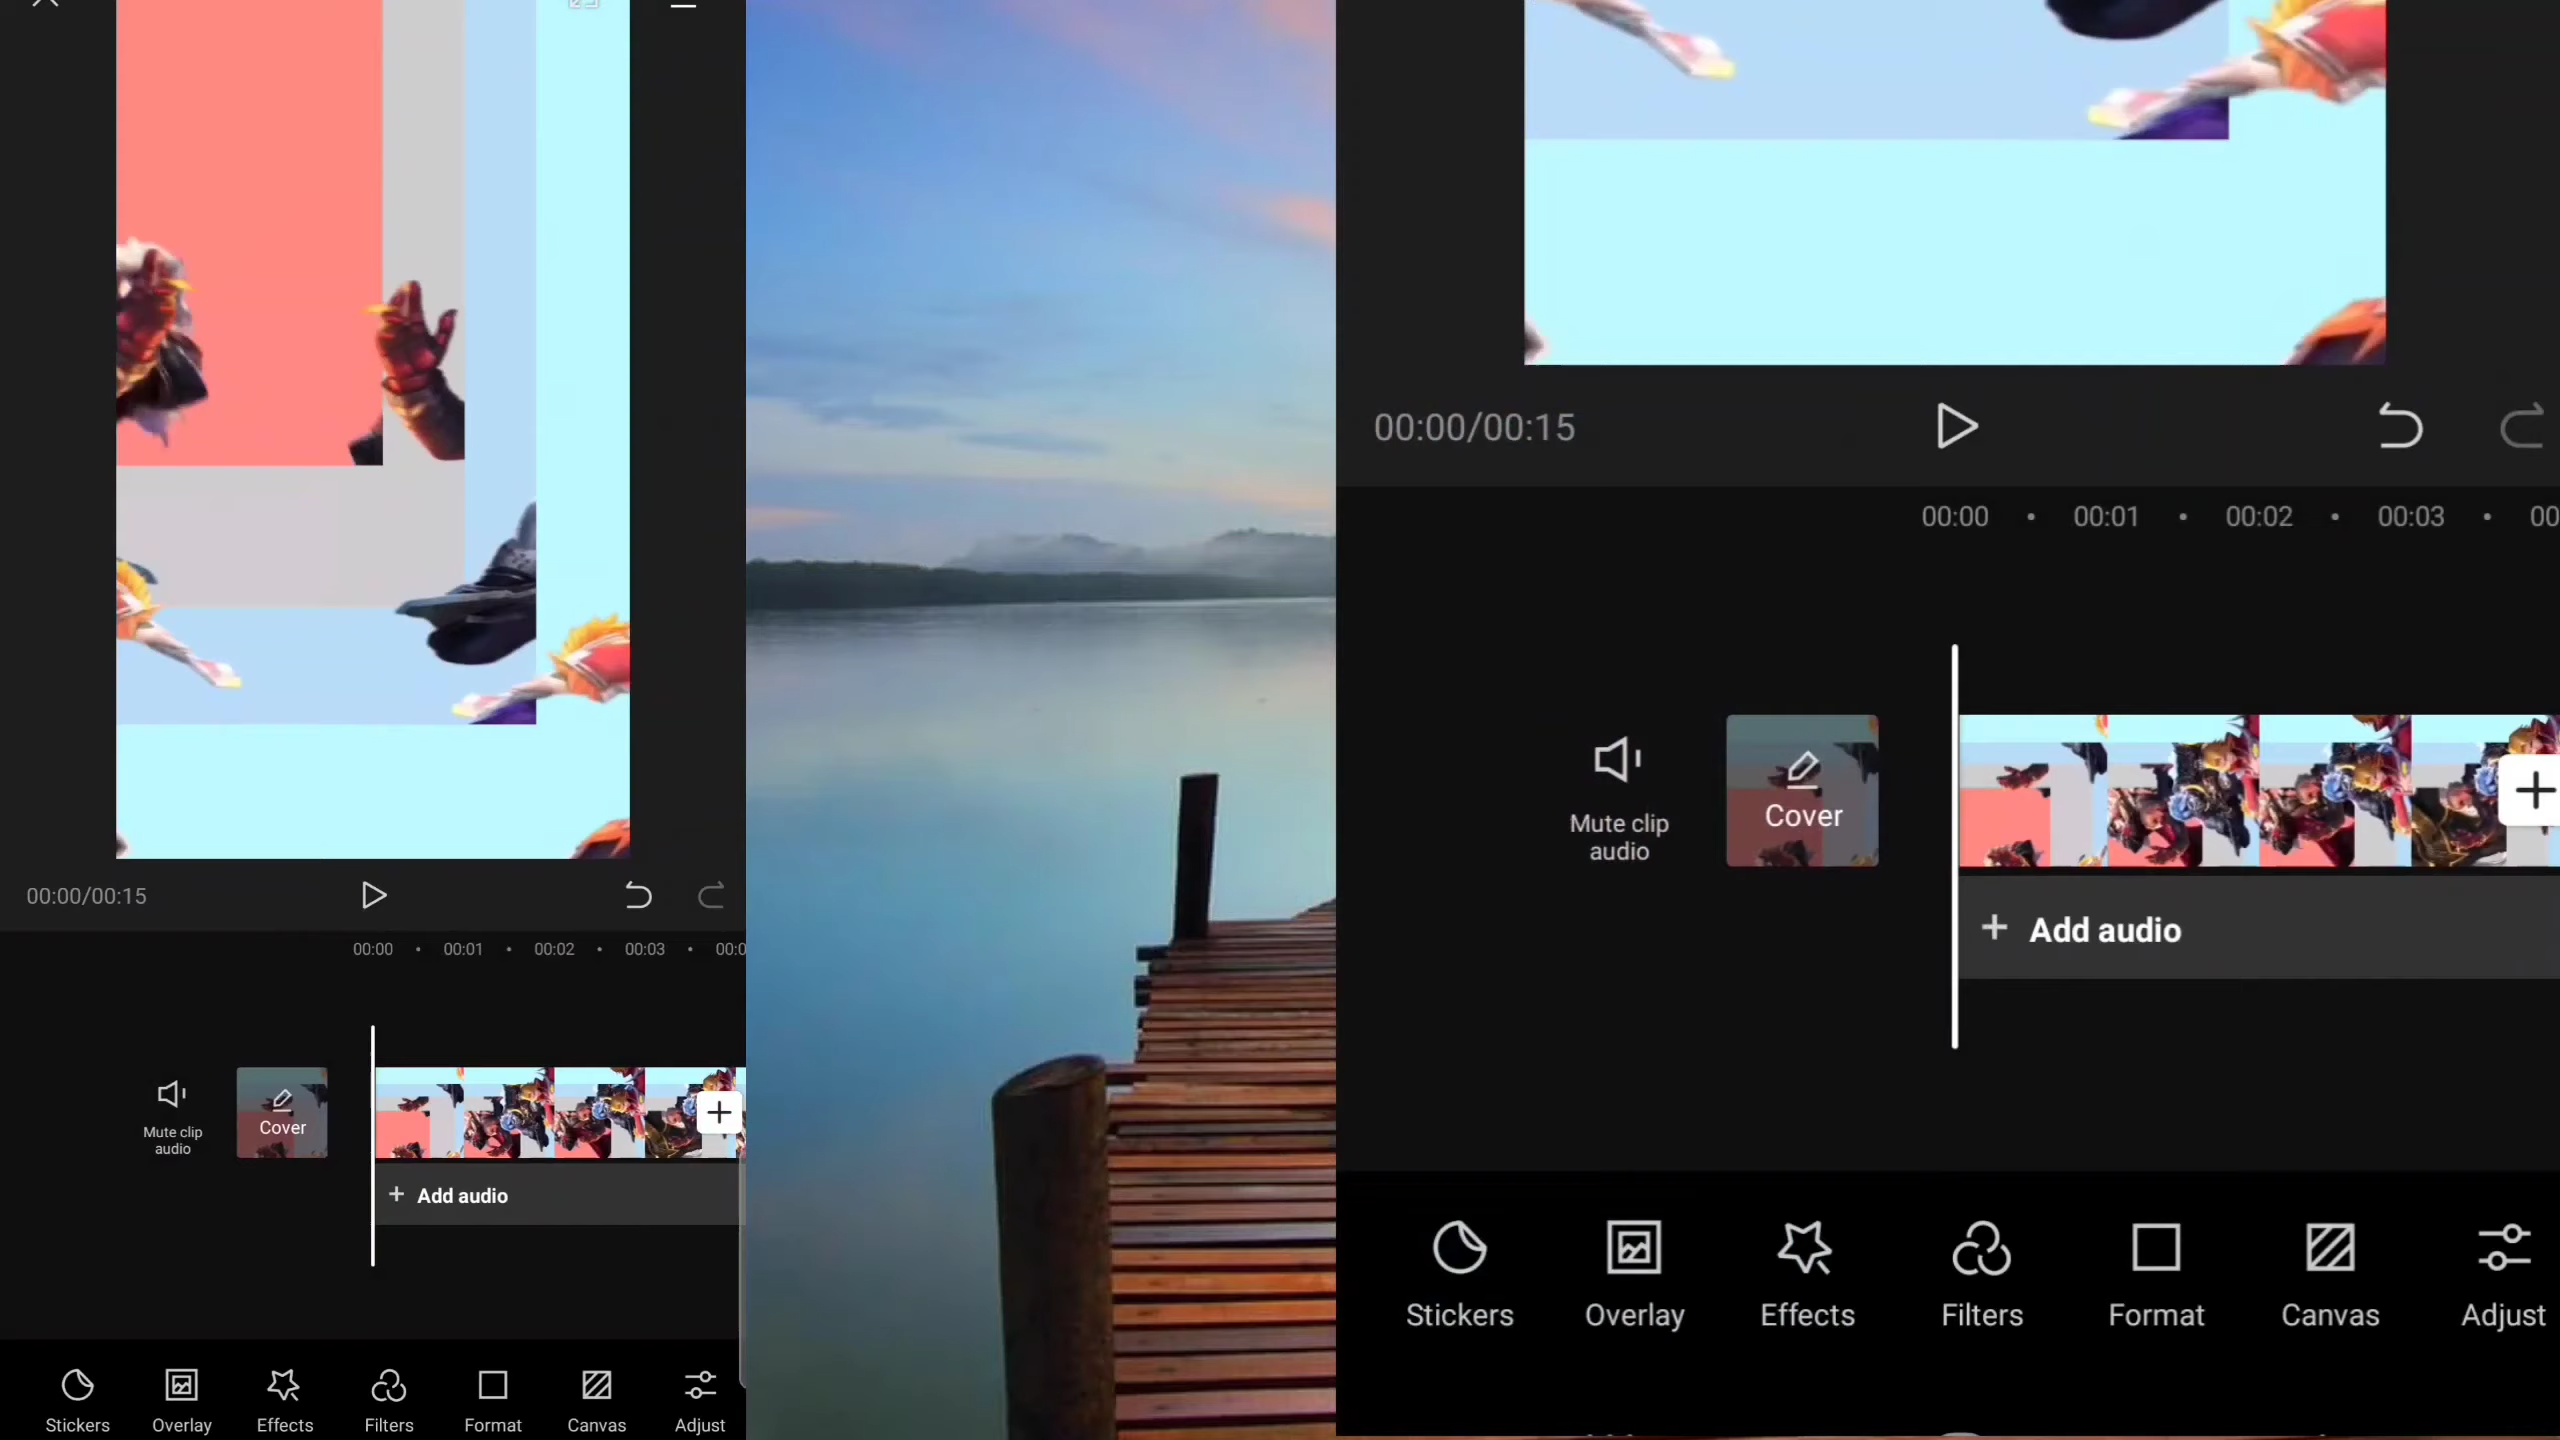 00:00/00:15
00:00 • 00:01 • 00:02 • 00:03 •
Mute clip
audio
Cover
+ Add audio
Stickers Overlay Effects Filters Format Canvas Adjust
00:00/00:15
00:00 • 00:01 • 00:02 • 00:03 • 00
Mute clip
audio
Cover
+ Add audio
Stickers Overlay Effects Filters Format Canvas Adjust